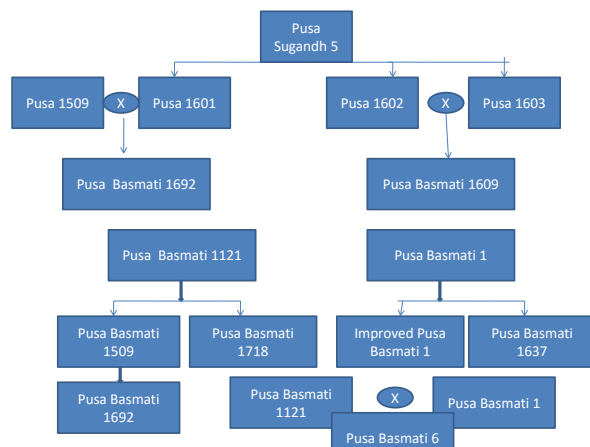 Pusa
Sugandh 5
Pusa 1509
X
Pusa 1601
Pusa 1602
X
Pusa 1603
Pusa Basmati 1692
Pusa Basmati 1609
Pusa Basmati 1121
Pusa Basmati 1
Pusa Basmati
1509
Pusa Basmati
1718
Improved Pusa
Basmati 1
Pusa Basmati
1637
Pusa Basmati
1692
Pusa Basmati
1121
X
Pusa Basmati 1
Pusa Basmati 6